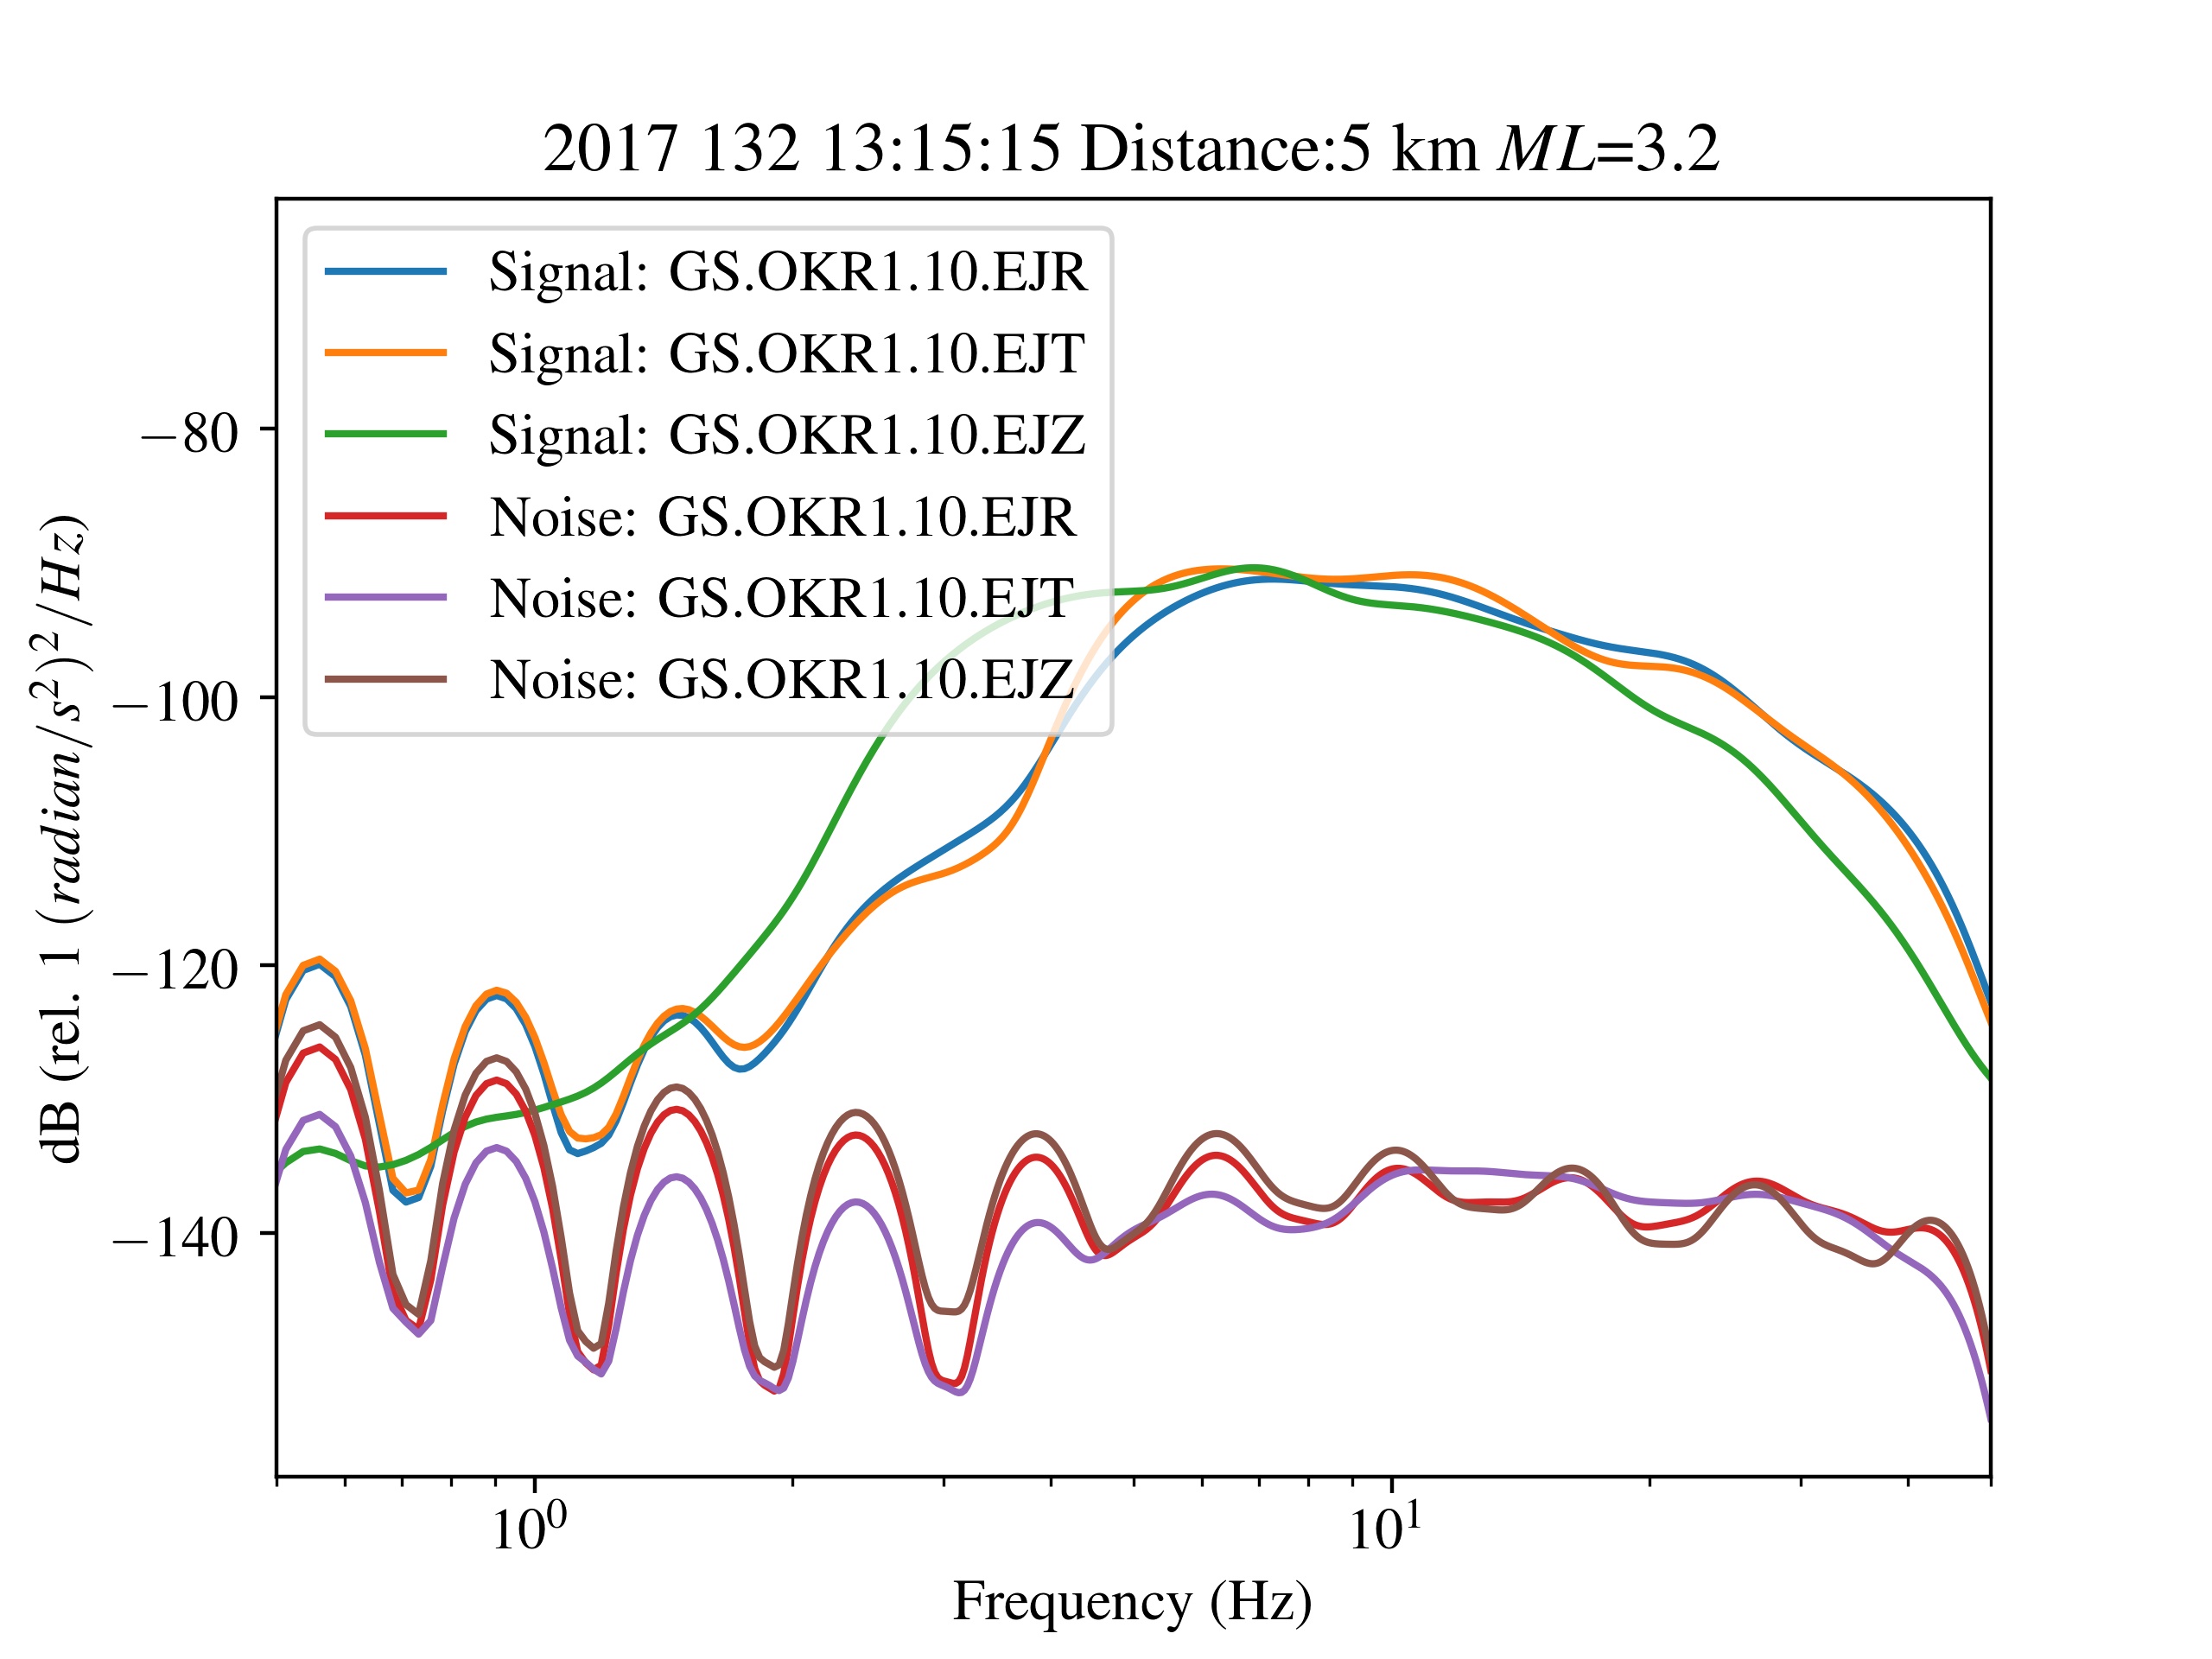 2017 132 13:15:15 Distance:5 km ML=3.2
Signal: GS.OKR1.10.EJR
Signal: GS.OKR1.10.EJT
Signal: GS.OKR1.10.EJZ
Noise: GS.OKR1.10.EJR
Noise: GS.OKR1.10.EJT
Noise: GS.OKR1.10.EJZ
dB (rel. 1 (radian/s²))²/Hz)
−80
−100
−120
−140
10⁰
10¹
Frequency (Hz)